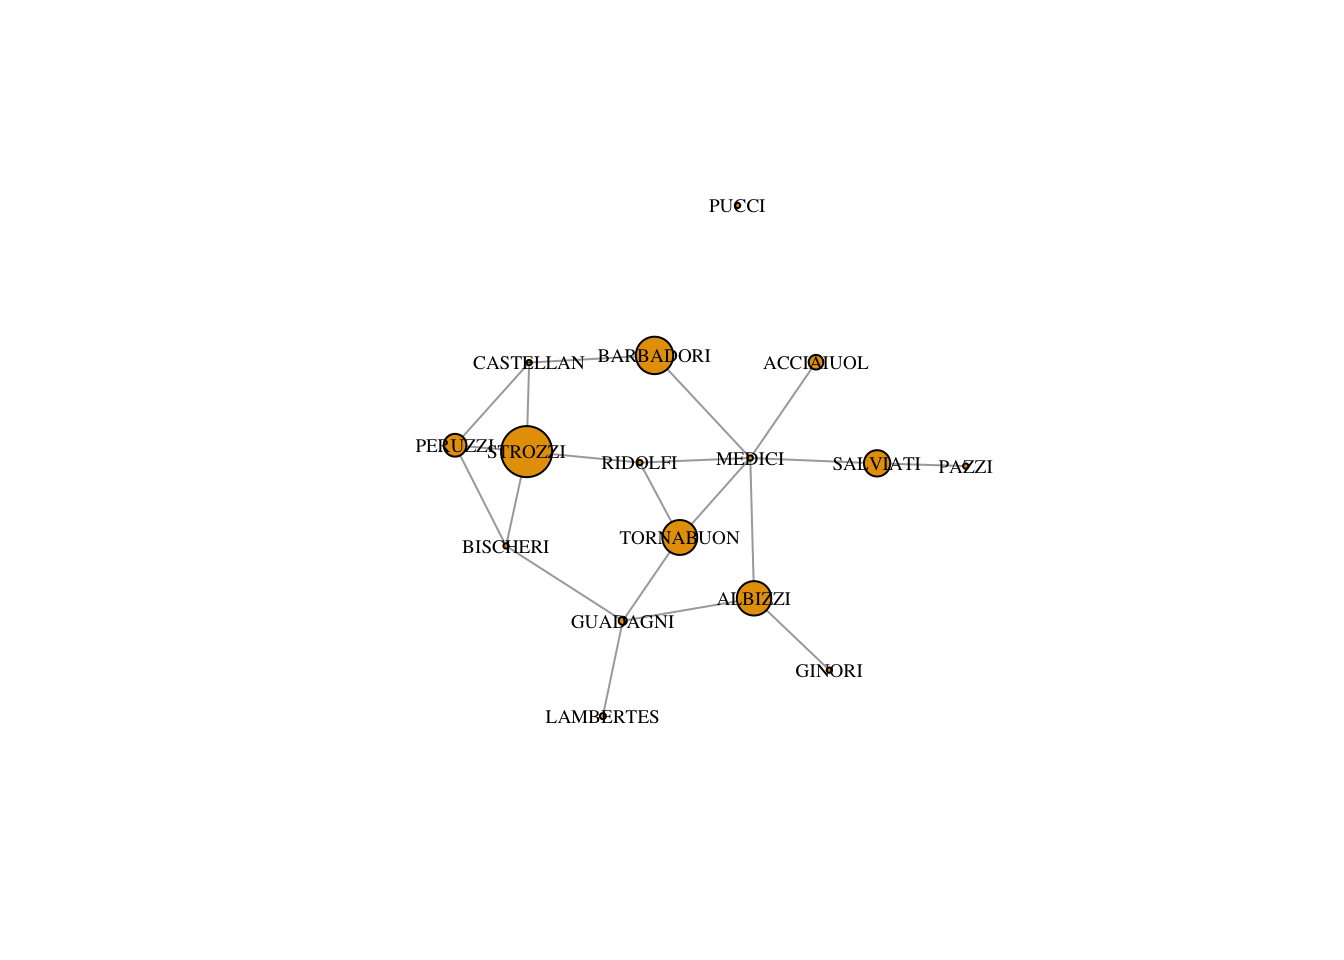 PUCCI
CASTELLAN
BARBADORI
ACCIAIUOL
PERUZZI
STROZZI
RIDOLFI
MEDICI
SALVIATI
PAZZI
TORNABUON
BISCHERI
ALBIZZI
GUADAGNI
GINORI
LAMBERTES